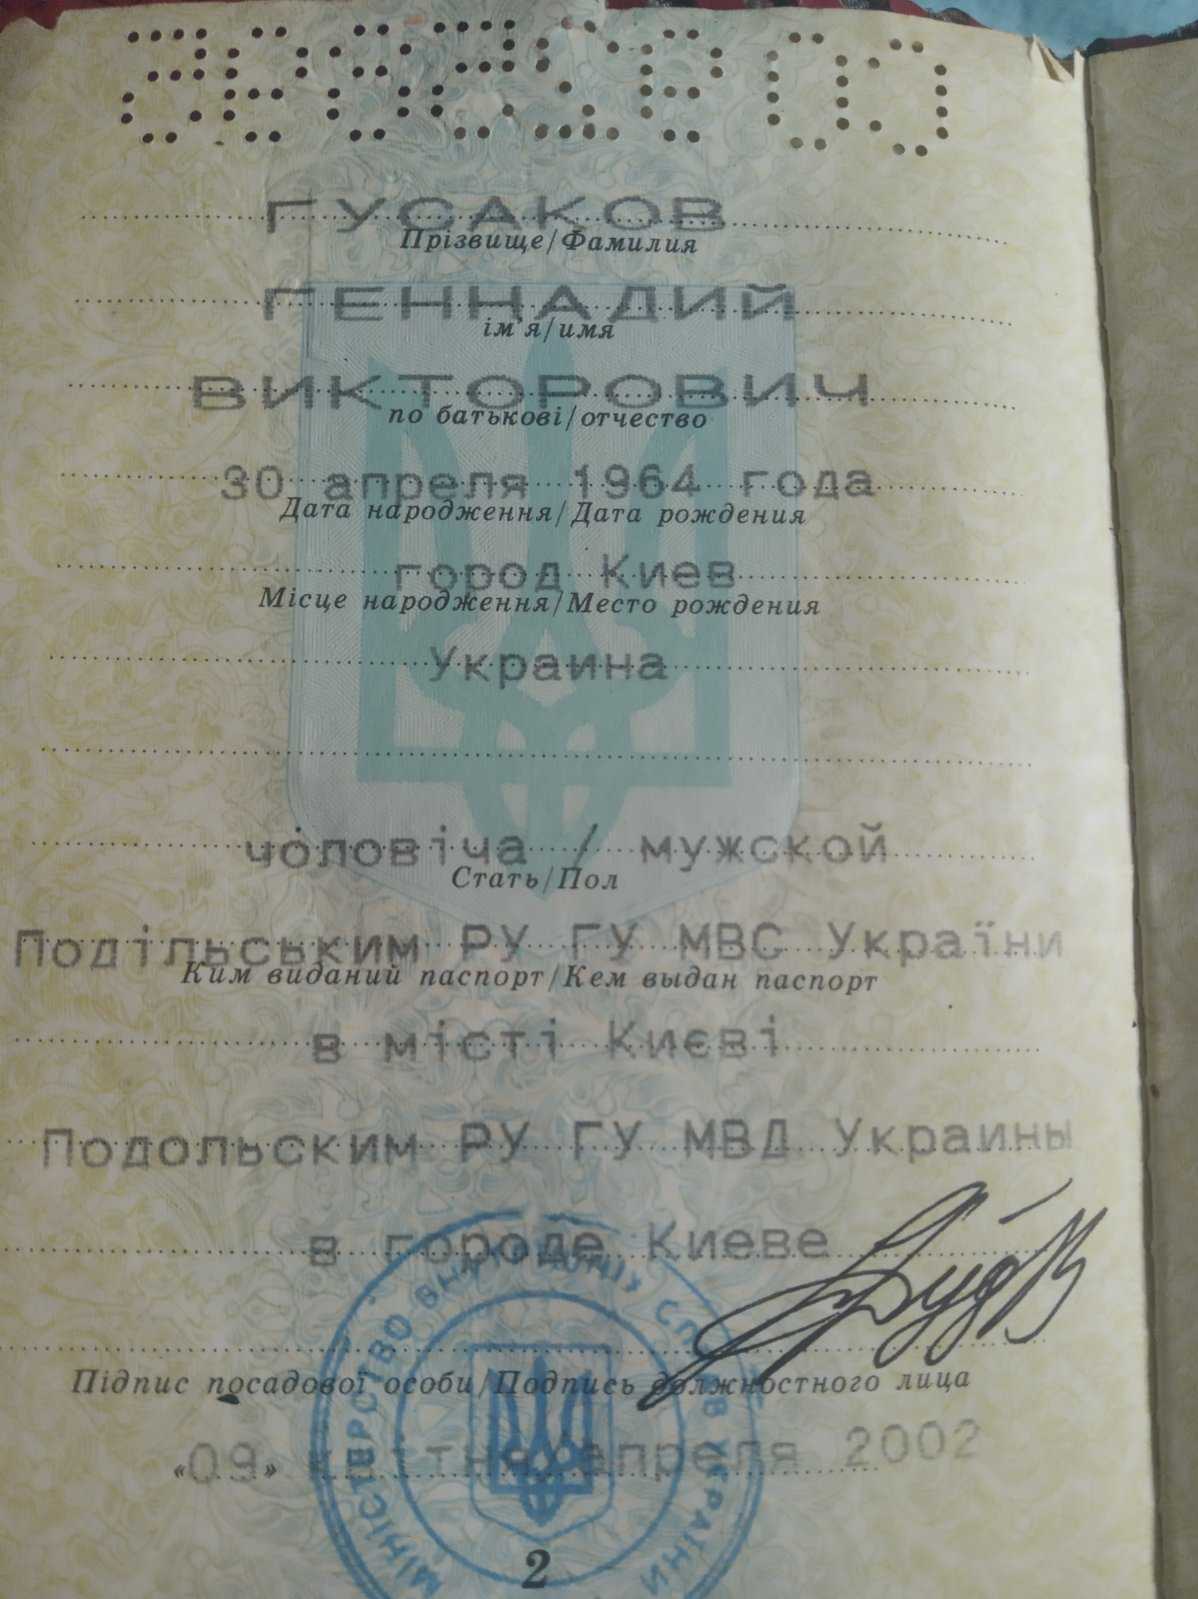 ГУСАКОВ
Прізвище/Фамилия
ГЕННАДИЙ
ім'я/имя
ВИКТОРОВИЧ
по батькові/отчество
30 апреля 1964 года
Дата народження/Дата рождения
город Киев
Місце народження/Место рождения
Украина
чоловіча / мужской
Стать/Пол
Подільським РУ ГУ МВС України
Ким виданий паспорт/Кем выдан паспорт
в місті Києві
Подольским РУ ГУ МВД Украины
в городе Киеве
Підпис посадової особи/Подпись должностного лица
«09» квітня/апреля 2002
МІНІСТЕРСТВО ВНУТРІШНІХ СПРАВ УКРАЇНИ
2